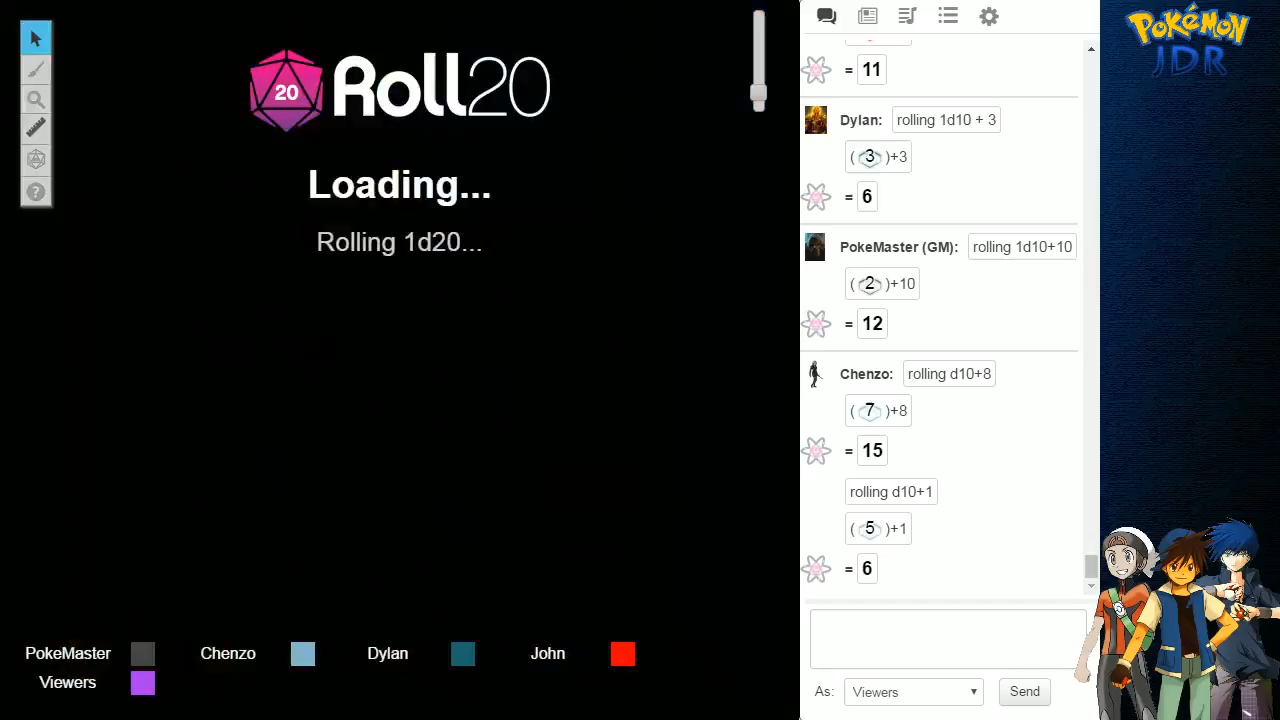 20
Roll20
Loading...
Rolling 1d20...
PokeMaster
Chenzo
Dylan
John
Viewers
= 11
Dylan: rolling 1d10 + 3
( 3 )+3
= 6
PokeMaster (GM): rolling 1d10+10
( 2 )+10
= 12
Chenzo: rolling d10+8
( 7 )+8
= 15
rolling d10+1
( 5 )+1
= 6
As: Viewers Send
POKéMON
JDR